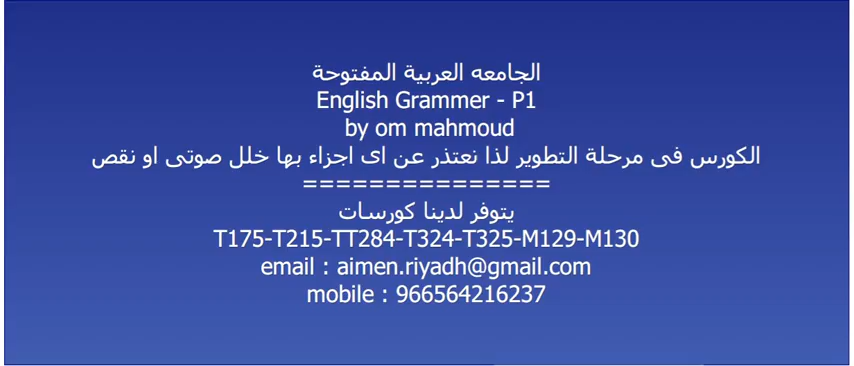 الجامعه العربية المفتوحة
English Grammer - P1
by om mahmoud
الكورس فى مرحلة التطوير لذا نعتذر عن اى اجزاء بها خلل صوتى او نقص
===============
يتوفر لدينا كورسات
T175-T215-TT284-T324-T325-M129-M130
email : aimen.riyadh@gmail.com
mobile : 966564216237